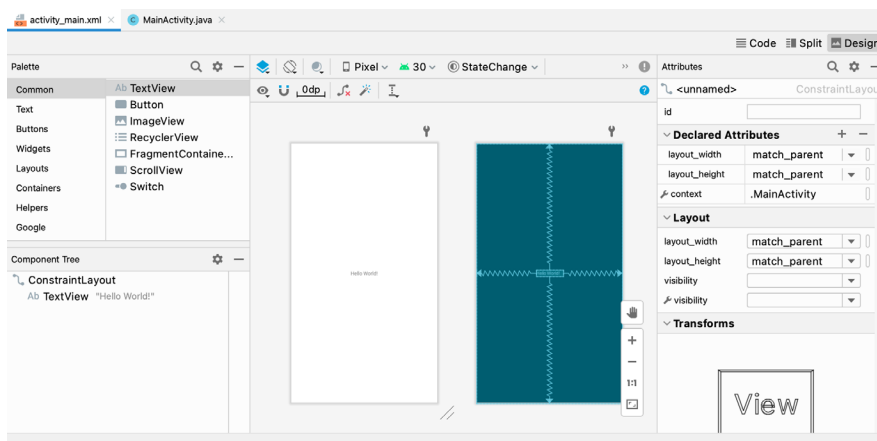 activity_main.xml
MainActivity.java
Code
Split
Design
Palette
Common
Text
Buttons
Widgets
Layouts
Containers
Helpers
Google
Ab TextView
Button
ImageView
RecyclerView
FragmentContaine...
ScrollView
Switch
Component Tree
ConstraintLayout
Ab TextView "Hello World!"
Pixel
30
StateChange
0dp
Hello World!
Hello World!
1:1
Attributes
<unnamed>
ConstraintLayou
id
Declared Attributes
layout_width match_parent
layout_height match_parent
context .MainActivity
Layout
layout_width match_parent
layout_height match_parent
visibility
visibility
Transforms
View